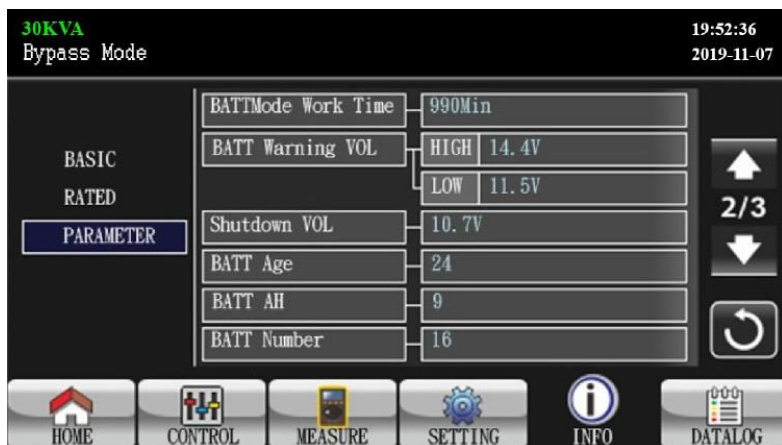 30KVA
19:52:36
Bypass Mode
2019-11-07
BASIC
RATED
PARAMETER
BATTMode Work Time 990Min
BATT Warning VOL HIGH 14.4V
LOW 11.5V
Shutdown VOL 10.7V
BATT Age 24
BATT AH 9
BATT Number 16
2/3
HOME CONTROL MEASURE SETTING INFO DATALOG